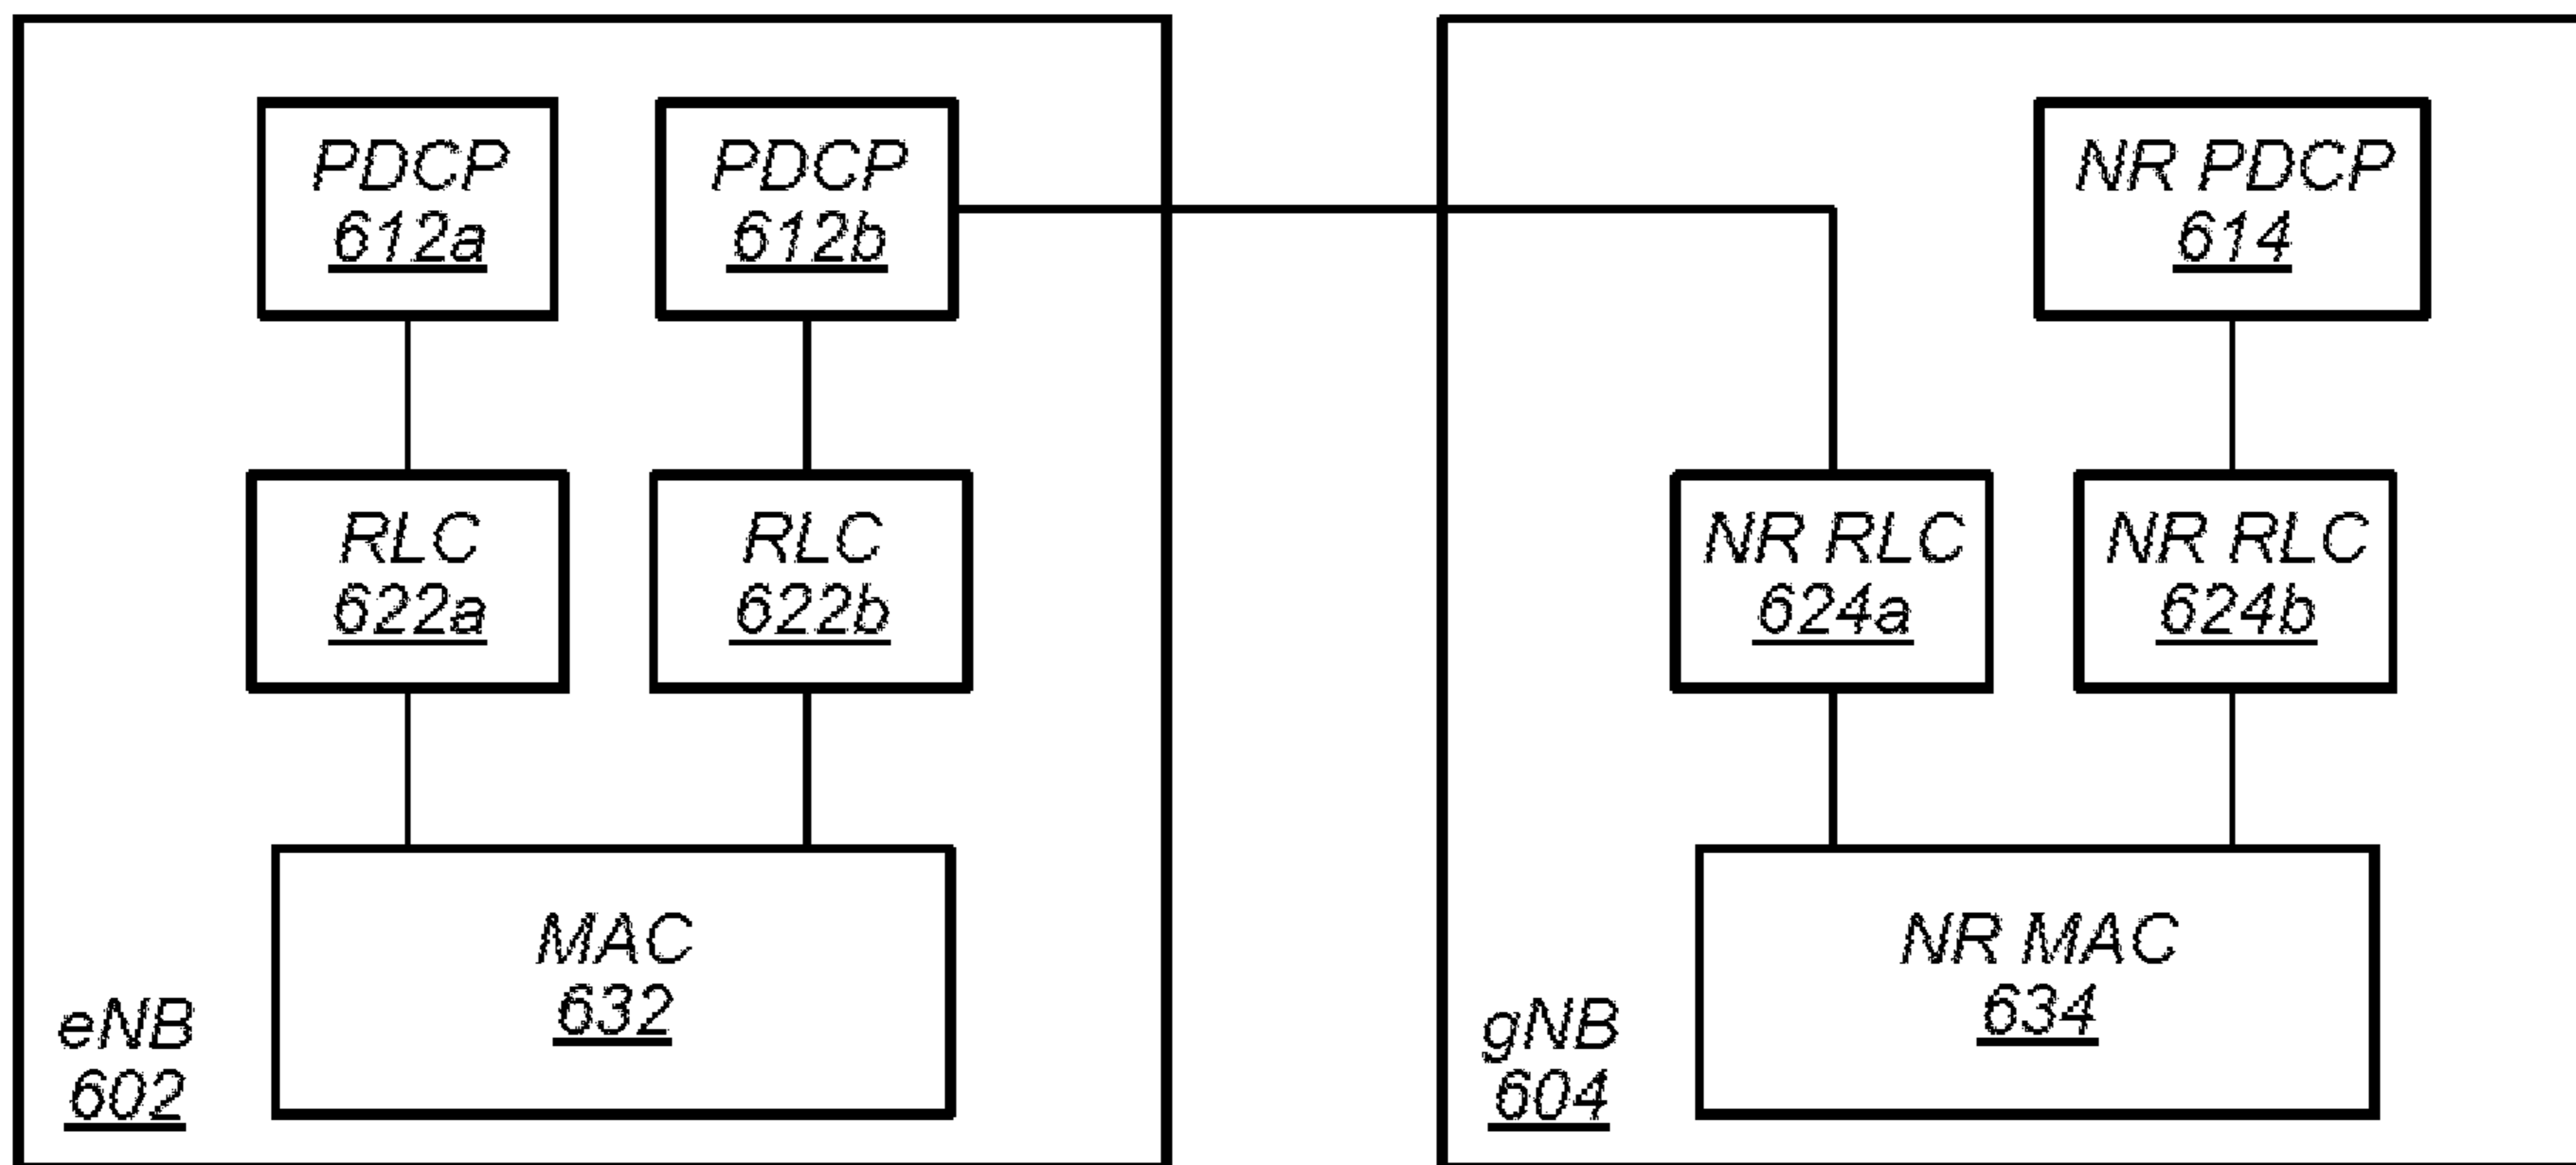 PDCP
612a
PDCP
612b
NR PDCP
614
RLC
622a
RLC
622b
NR RLC
624a
NR RLC
624b
MAC
632
NR MAC
634
eNB
602
gNB
604